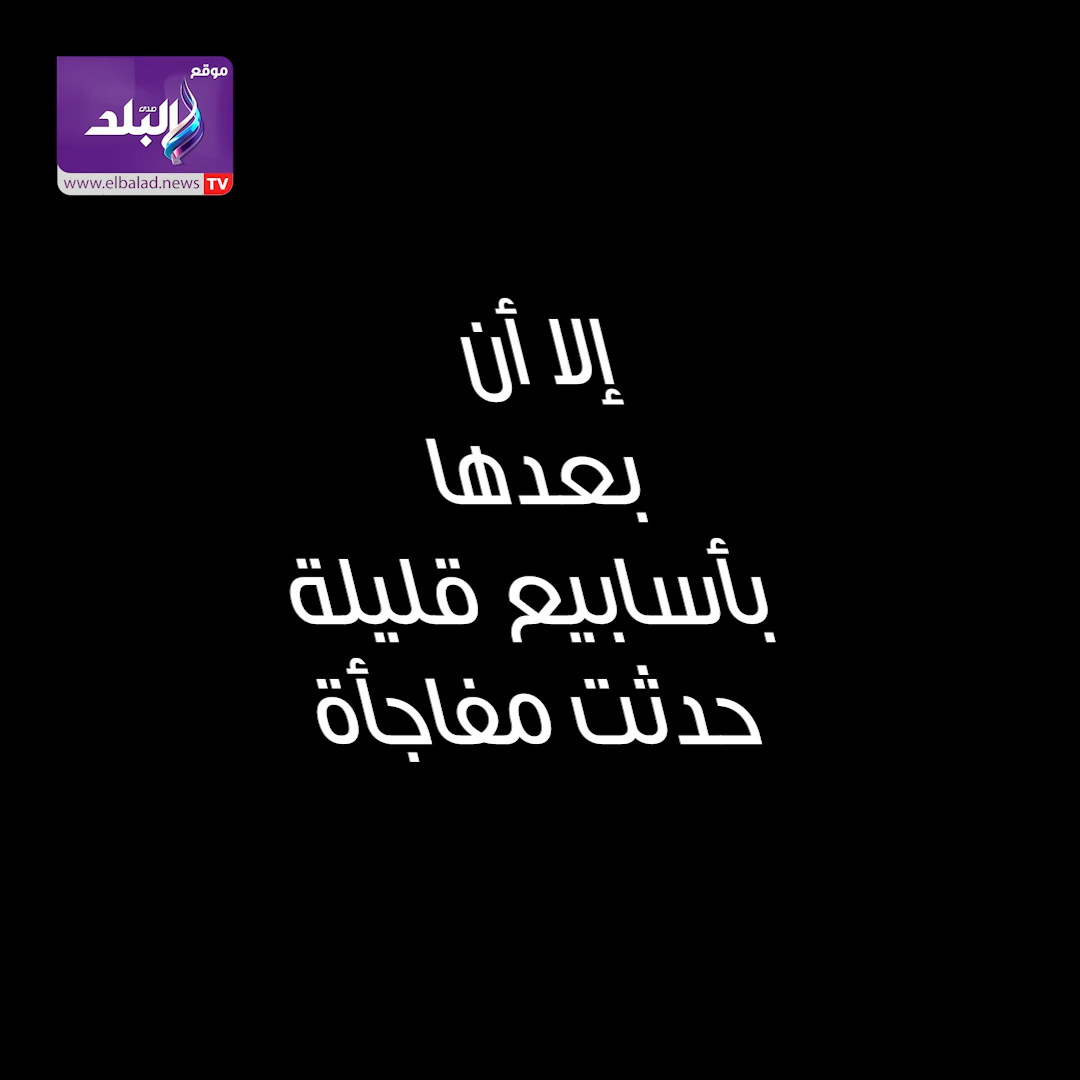 موقع
صدى
البلد
www.elbalad.news TV
إلا أن
بعدها
بأسابيع قليلة
حدثت مفاجأة